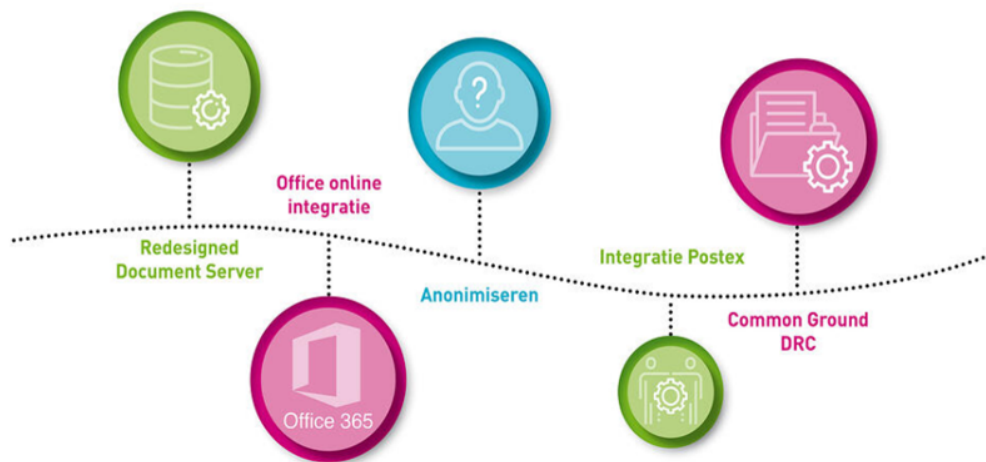 Redesigned
Document Server
Office online
integratie
Office 365
?
Anonimiseren
Integratie Postex
Common Ground
DRC